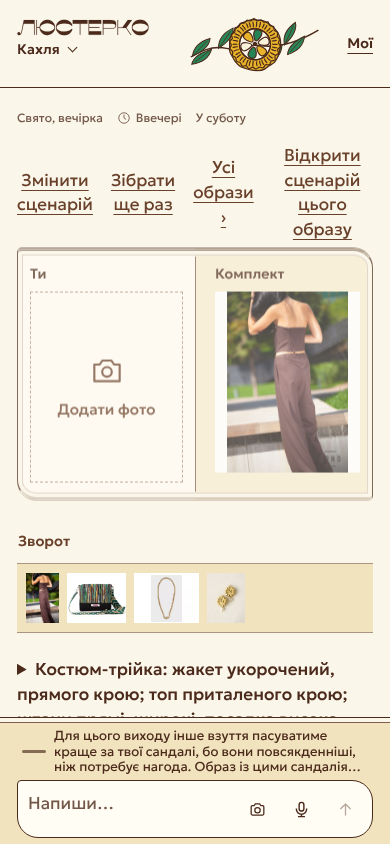 ЛЮСТЕРКО
Кахля
Мої
Свято, вечірка Ввечері У суботу
Змінити сценарій
Зібрати ще раз
Усі образи ›
Відкрити сценарій цього образу
Ти
Комплект
Додати фото
Зворот
Костюм-трійка: жакет укорочений,
прямого крою; топ приталеного крою;
Для цього виходу інше взуття пасуватиме
краще за твої сандалі, бо вони повсякденніші,
ніж потребує нагода. Образ із цими сандалія…
Напиши…